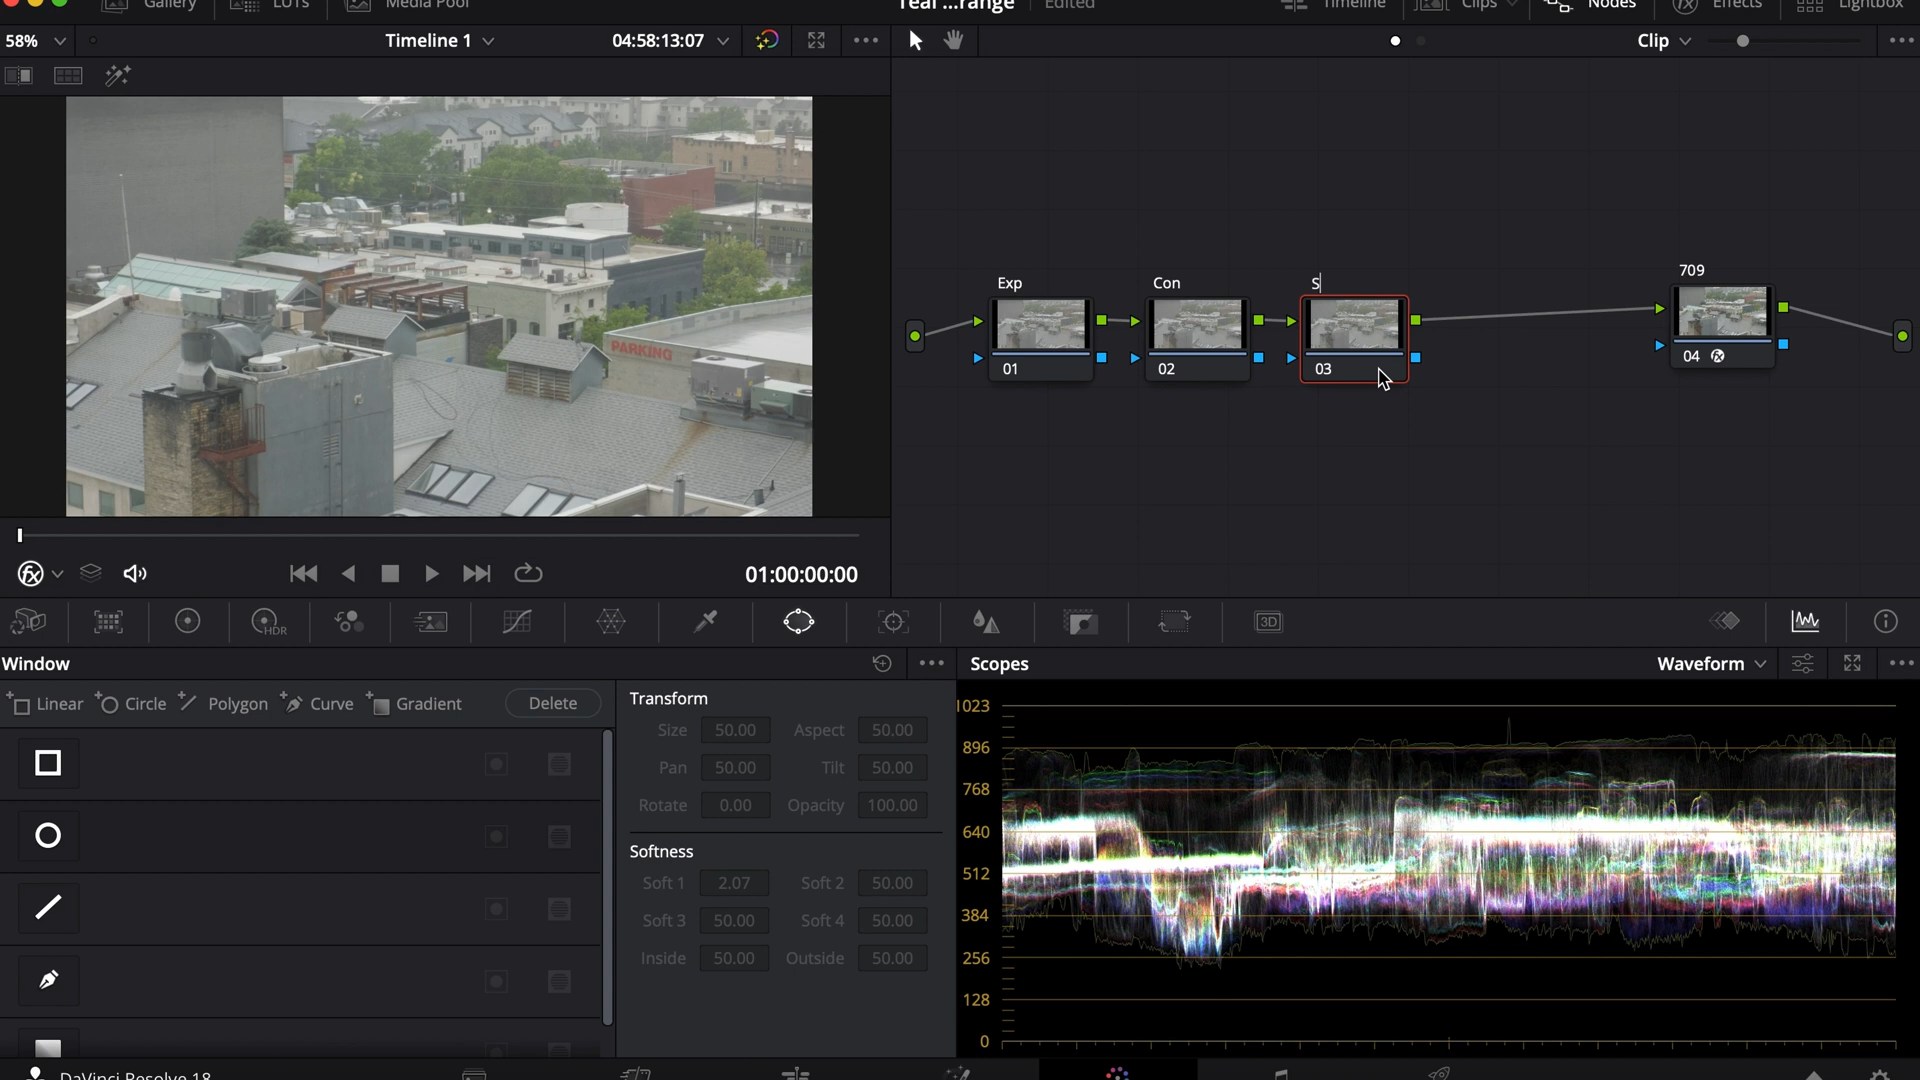 Gallery LUTs Media Pool real ...range Edited Timeline Clips Nodes Effects Lightbox
58% Timeline 1 04:58:13:07 Clip
PARKING
Exp Con S 709
01 02 03 04
01:00:00:00
HDR 3D
Window Scopes Waveform
Linear Circle Polygon Curve Gradient Delete
Transform
Size 50.00 Aspect 50.00
Pan 50.00 Tilt 50.00
Rotate 0.00 Opacity 100.00
Softness
Soft 1 2.07 Soft 2 50.00
Soft 3 50.00 Soft 4 50.00
Inside 50.00 Outside 50.00
1023
896
768
640
512
384
256
128
0
DaVinci Resolve 18